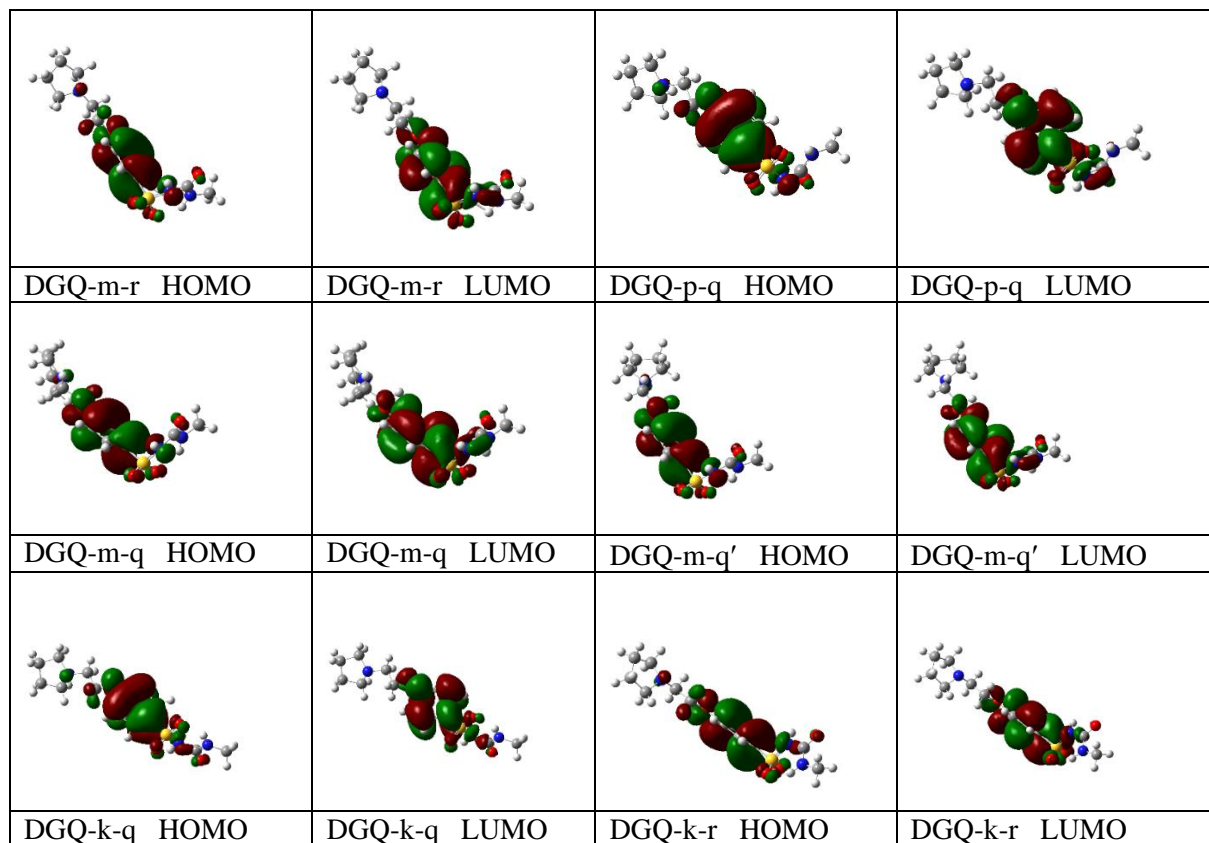 DGQ-m-r HOMO DGQ-m-r LUMO DGQ-p-q HOMO DGQ-p-q LUMO
DGQ-m-q HOMO DGQ-m-q LUMO DGQ-m-q′ HOMO DGQ-m-q′ LUMO
DGQ-k-q HOMO DGQ-k-q LUMO DGQ-k-r HOMO DGQ-k-r LUMO